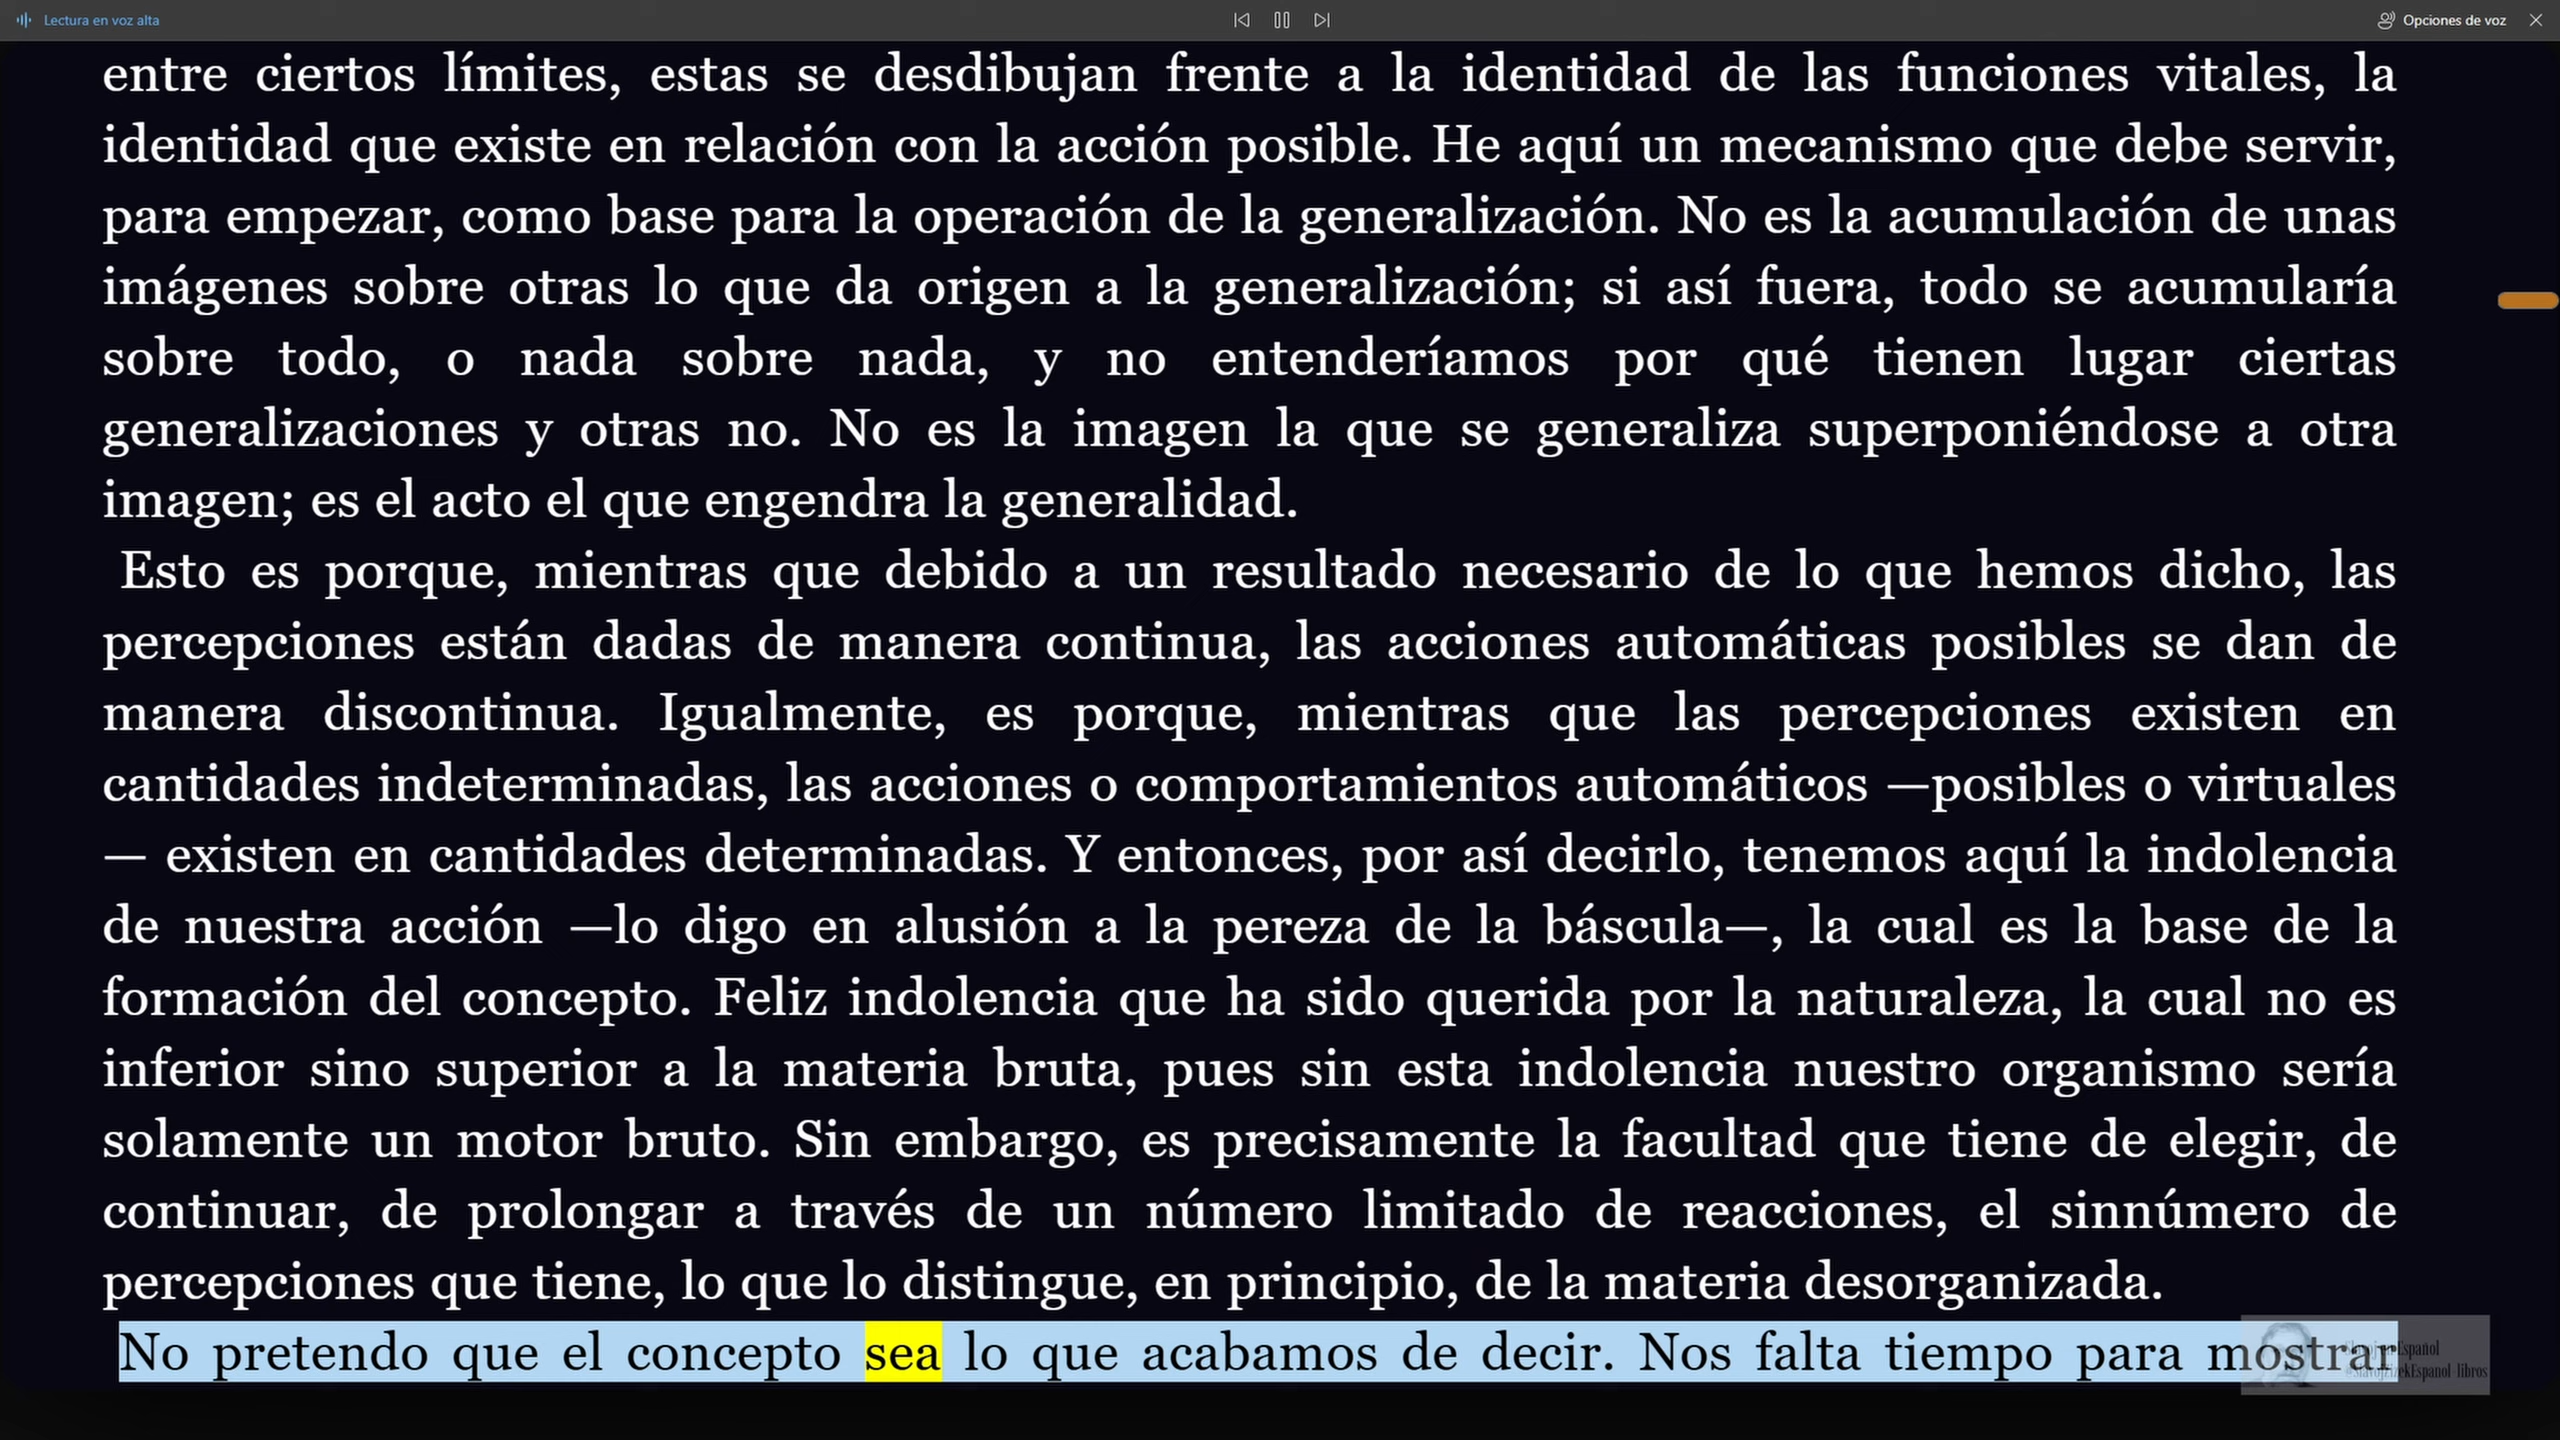 Lectura en voz alta
Opciones de voz
entre ciertos límites, estas se desdibujan frente a la identidad de las funciones vitales, la
identidad que existe en relación con la acción posible. He aquí un mecanismo que debe servir,
para empezar, como base para la operación de la generalización. No es la acumulación de unas
imágenes sobre otras lo que da origen a la generalización; si así fuera, todo se acumularía
sobre todo, o nada sobre nada, y no entenderíamos por qué tienen lugar ciertas
generalizaciones y otras no. No es la imagen la que se generaliza superponiéndose a otra
imagen; es el acto el que engendra la generalidad.
Esto es porque, mientras que debido a un resultado necesario de lo que hemos dicho, las
percepciones están dadas de manera continua, las acciones automáticas posibles se dan de
manera discontinua. Igualmente, es porque, mientras que las percepciones existen en
cantidades indeterminadas, las acciones o comportamientos automáticos —posibles o virtuales
— existen en cantidades determinadas. Y entonces, por así decirlo, tenemos aquí la indolencia
de nuestra acción —lo digo en alusión a la pereza de la báscula—, la cual es la base de la
formación del concepto. Feliz indolencia que ha sido querida por la naturaleza, la cual no es
inferior sino superior a la materia bruta, pues sin esta indolencia nuestro organismo sería
solamente un motor bruto. Sin embargo, es precisamente la facultad que tiene de elegir, de
continuar, de prolongar a través de un número limitado de reacciones, el sinnúmero de
percepciones que tiene, lo que lo distingue, en principio, de la materia desorganizada.
No pretendo que el concepto sea lo que acabamos de decir. Nos falta tiempo para mostrar